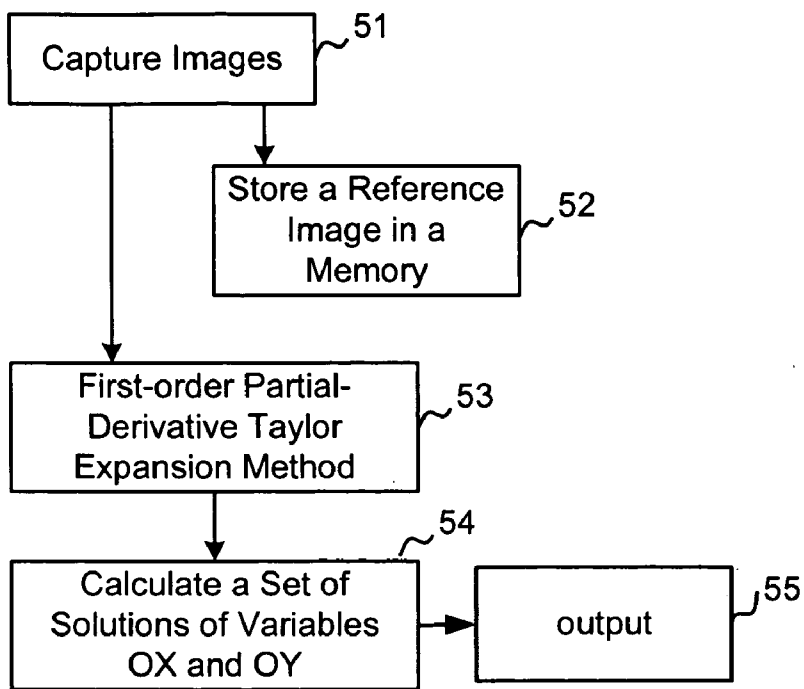 51
Capture Images
Store a Reference
Image in a
Memory
52
First-order Partial-
Derivative Taylor
Expansion Method
53
54
Calculate a Set of
Solutions of Variables
OX and OY
output
55